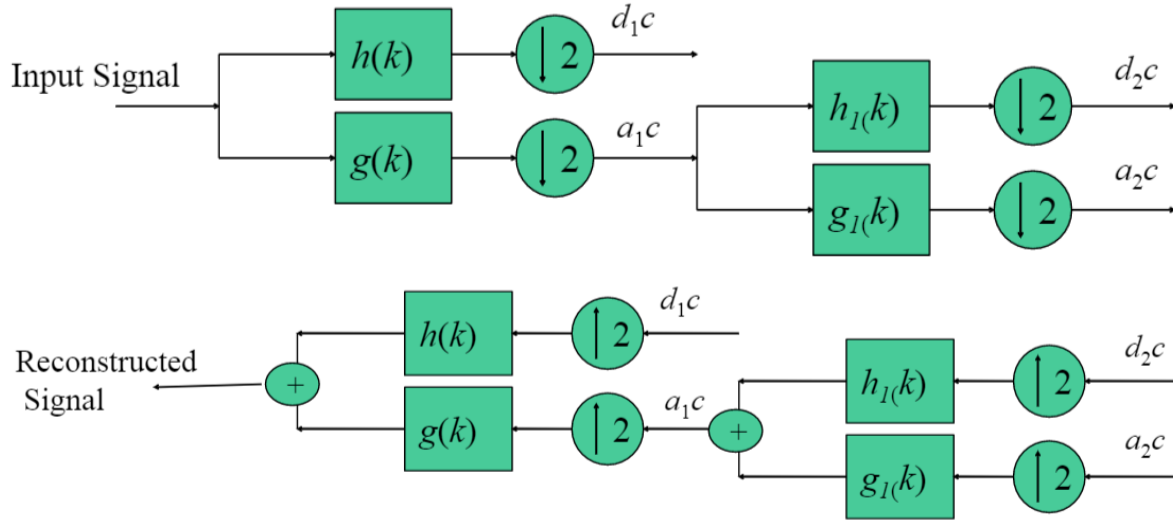 h(k)
↓ 2
d₁c
Input Signal
g(k)
↓ 2
a₁c
h₁₍k)
↓ 2
d₂c
g₁₍k)
↓ 2
a₂c
h(k)
↑ 2
d₁c
Reconstructed
Signal
+
g(k)
↑ 2
a₁c
+
h₁₍k)
↑ 2
d₂c
g₁₍k)
↑ 2
a₂c